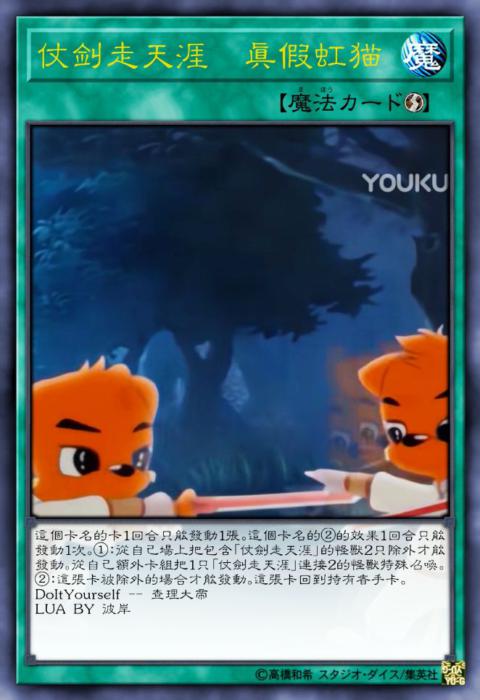 仗劍走天涯　眞假虹猫
魔
【魔法カード】
まほう
YOUKU
這個卡名的卡1回合只能發動1張。這個卡名的②的效果1回合只能
發動1次。①:從自己場上把包含「仗劍走天涯」的怪獸2只除外才能
發動。從自己額外卡組把1只「仗劍走天涯」連接2的怪獸特殊召喚。
②:這張卡被除外的場合才能發動。這張卡回到持有者手卡。
DoItYourself -- 查理大帝
LUA BY 彼岸
©高橋和希 スタジオ・ダイス/集英社